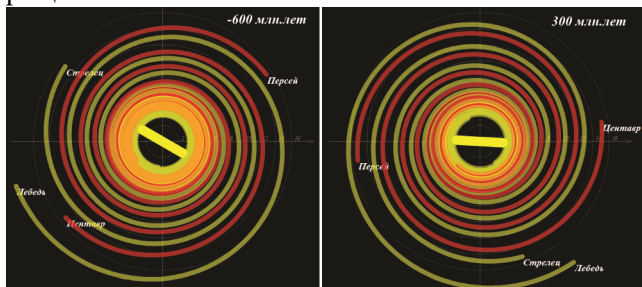 -600 млн.лет
Стрелец
Персей
Лебедь
Центавр
300 млн.лет
Центавр
Персей
Стрелец
Лебедь